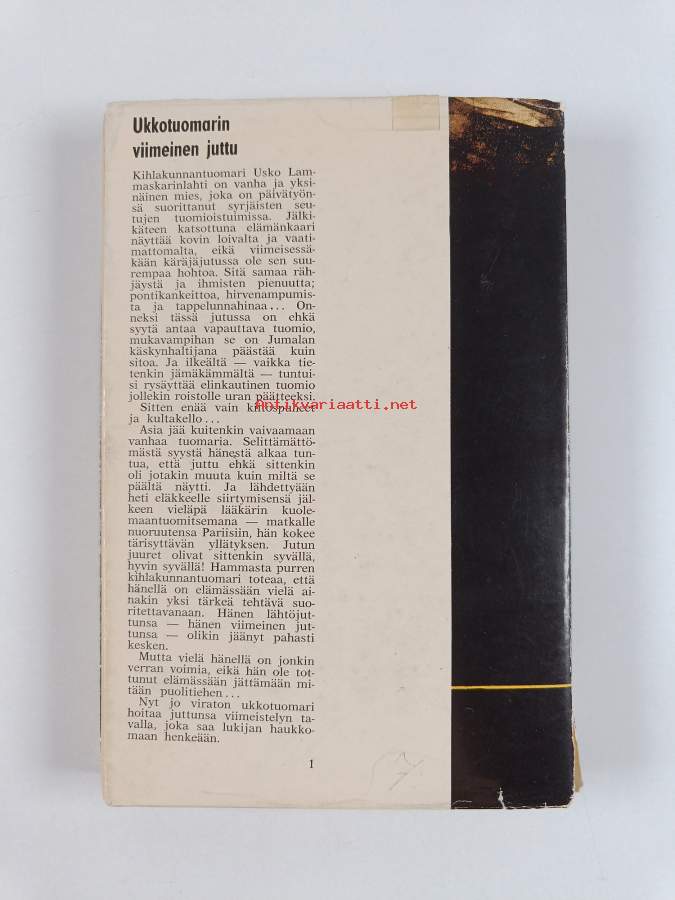 Ukkotuomarin
viimeinen juttu
Kihlakunnantuomari Usko Lam-
maskarinlahti on vanha ja yksi-
näinen mies, joka on päivätyön-
sä suorittanut syrjäisten seu-
tujen tuomioistuimissa. Jälki-
käteen katsottuna elämänkaari
näyttää kovin loivalta ja vaati-
mattomalta, eikä viimeisessä-
kään käräjäjutussa ole sen suu-
rempaa hohtoa. Sitä samaa räh-
jäystä ja ihmisten pienuutta;
pontikankeittoa, hirvenampumis-
ta ja tappelunnahinaa... On-
neksi tässä jutussa on ehkä
syytä antaa vapauttava tuomio,
mukavampihan se on Jumalan
käskynhaltijana päästää kuin
sitoa. Ja ilkeältä — vaikka tie-
tenkin jämäkämmältä — tuntui-
si rysäyttää elinkautinen tuomio
jollekin roistolle uran päätteeksi.
Sitten enää vain kiitospuheet
ja kultakello...
Antikvariaatti.net
Asia jää kuitenkin vaivaamaan
vanhaa tuomaria. Selittämättö-
mästä syystä hänestä alkaa tun-
tua, että juttu ehkä sittenkin
oli jotakin muuta kuin miltä se
päältä näytti. Ja lähdettyään
heti eläkkeelle siirtymisensä jäl-
keen vieläpä lääkärin kuole-
maantuomitsemana — matkalle
nuoruutensa Pariisiin, hän kokee
tärisyttävän yllätyksen. Jutun
juuret olivat sittenkin syvällä,
hyvin syvällä! Hammasta purren
kihlakunnantuomari toteaa, että
hänellä on elämässään vielä ai-
nakin yksi tärkeä tehtävä suo-
ritettavanaan. Hänen lähtöjut-
tunsa — hänen viimeinen jut-
tunsa — olikin jäänyt pahasti
kesken.
Mutta vielä hänellä on jonkin
verran voimia, eikä hän ole tot-
tunut elämässään jättämään mi-
tään puolitiehen...
Nyt jo viraton ukkotuomari
hoitaa juttunsa viimeistelyn ta-
valla, joka saa lukijan haukko-
maan henkeään.
1